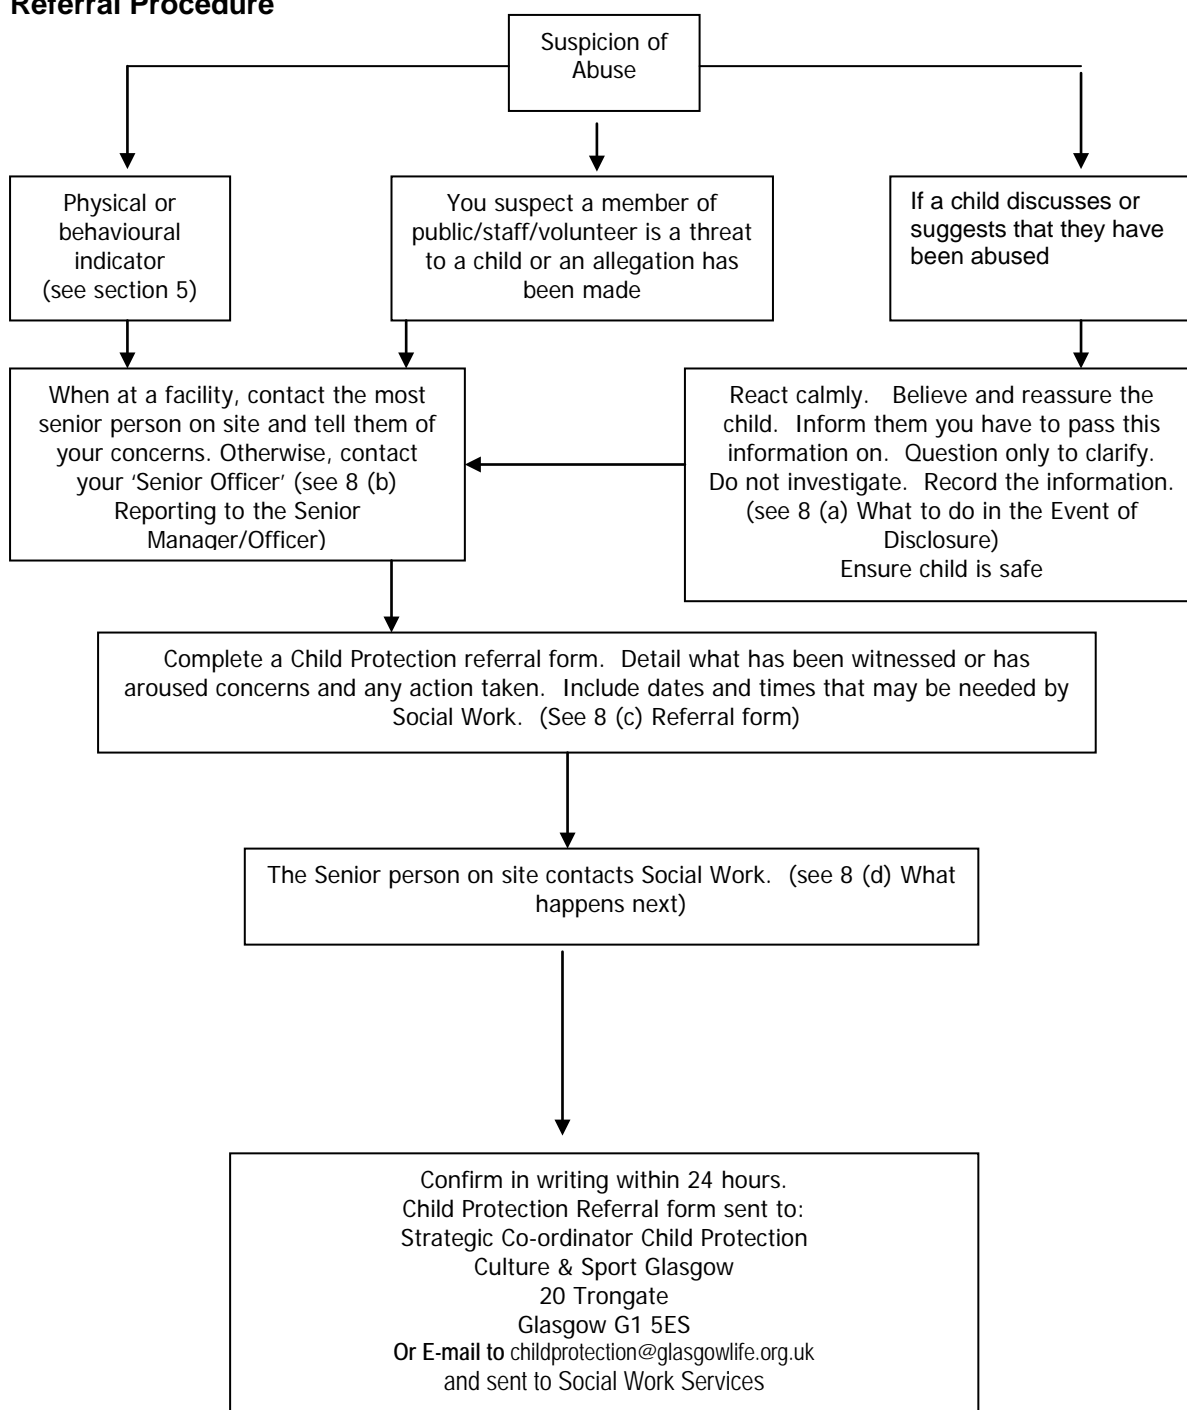 Referral Procedure
Suspicion of
Abuse
Physical or
behavioural
indicator
(see section 5)
You suspect a member of
public/staff/volunteer is a threat
to a child or an allegation has
been made
If a child discusses or
suggests that they have
been abused
When at a facility, contact the most
senior person on site and tell them of
your concerns. Otherwise, contact
your ‘Senior Officer’ (see 8 (b)
Reporting to the Senior
Manager/Officer)
React calmly.   Believe and reassure the
child.  Inform them you have to pass this
information on.  Question only to clarify.
Do not investigate.  Record the information.
(see 8 (a) What to do in the Event of
Disclosure)
Ensure child is safe
Complete a Child Protection referral form.  Detail what has been witnessed or has
aroused concerns and any action taken.  Include dates and times that may be needed by
Social Work.  (See 8 (c) Referral form)
The Senior person on site contacts Social Work.  (see 8 (d) What
happens next)
Confirm in writing within 24 hours.
Child Protection Referral form sent to:
Strategic Co-ordinator Child Protection
Culture & Sport Glasgow
20 Trongate
Glasgow G1 5ES
Or E-mail to childprotection@glasgowlife.org.uk
and sent to Social Work Services